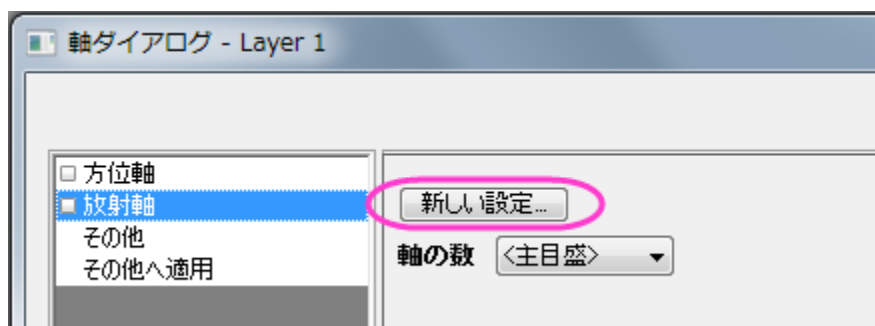 軸ダイアログ - Layer 1
方位軸
放射軸
その他
その他へ適用
新しい設定...
軸の数 <主目盛>